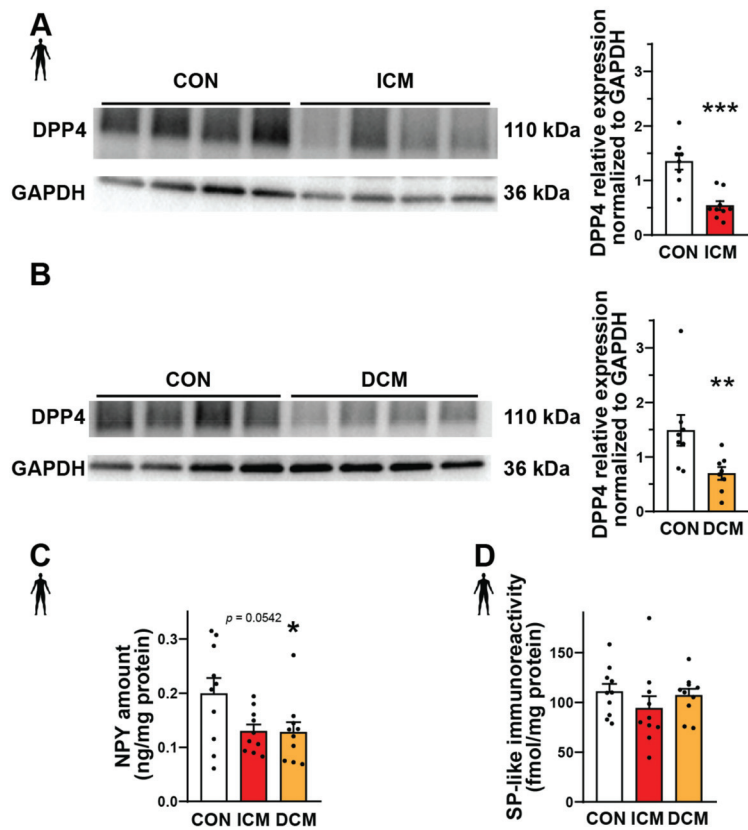 A
CON ICM
DPP4 110 kDa
GAPDH 36 kDa
DPP4 relative expression
normalized to GAPDH
3
2
1
0
***
CON ICM
B
CON DCM
DPP4 110 kDa
GAPDH 36 kDa
DPP4 relative expression
normalized to GAPDH
3
2
1
0
**
CON DCM
C
NPY amount
(ng/mg protein)
0.3
0.2
0.1
0.0
p = 0.0542 *
CON ICM DCM
D
SP-like immunoreactivity
(fmol/mg protein)
200
150
100
50
0
CON ICM DCM